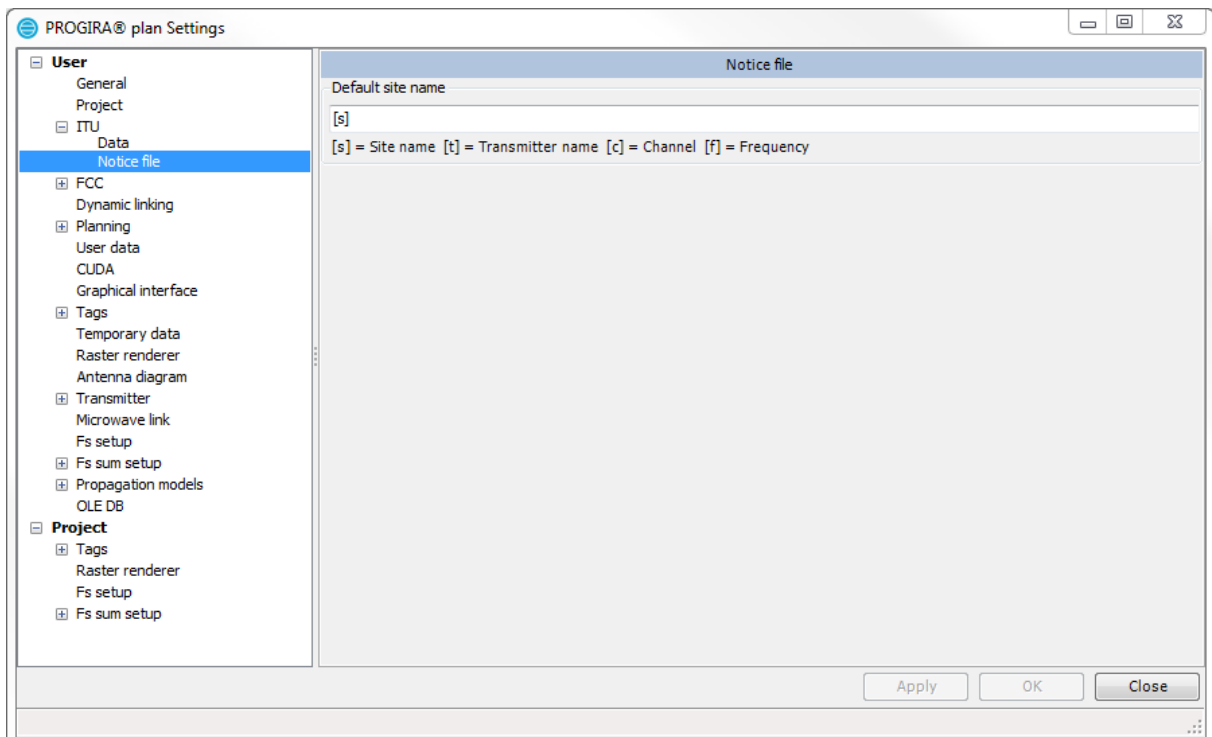 PROGIRA® plan Settings
User
General
Project
ITU
Data
Notice file
FCC
Dynamic linking
Planning
User data
CUDA
Graphical interface
Tags
Temporary data
Raster renderer
Antenna diagram
Transmitter
Microwave link
Fs setup
Fs sum setup
Propagation models
OLE DB
Project
Tags
Raster renderer
Fs setup
Fs sum setup
Notice file
Default site name
[s]
[s] = Site name [t] = Transmitter name [c] = Channel [f] = Frequency
Apply OK Close